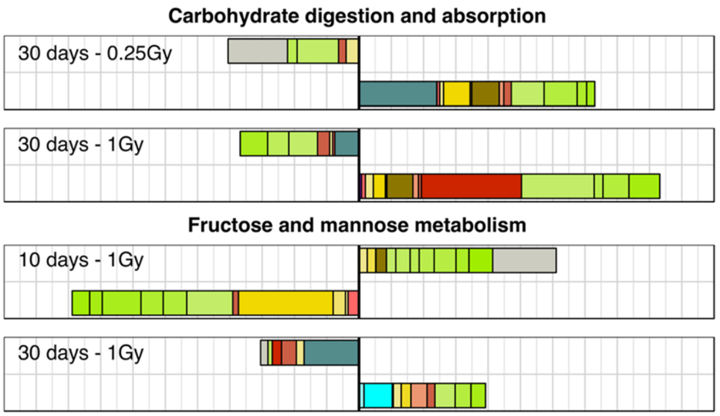 Carbohydrate digestion and absorption
30 days - 0.25Gy
30 days - 1Gy
Fructose and mannose metabolism
10 days - 1Gy
30 days - 1Gy